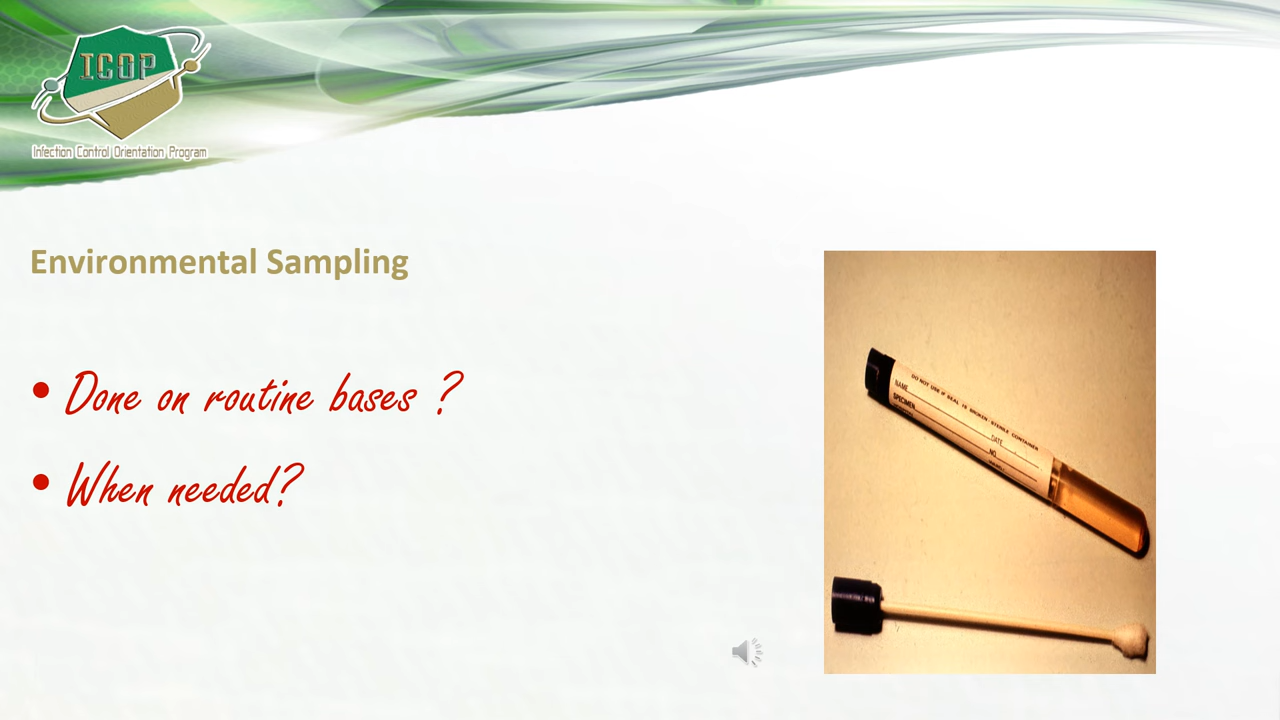 ICOP
Infection Control Orientation Program
Environmental Sampling
• Done on routine bases ?
• When needed?
DO NOT USE IF SEAL IS BROKEN STERILE CONTAINER
NAME
SPECIMEN
DATE
NO.